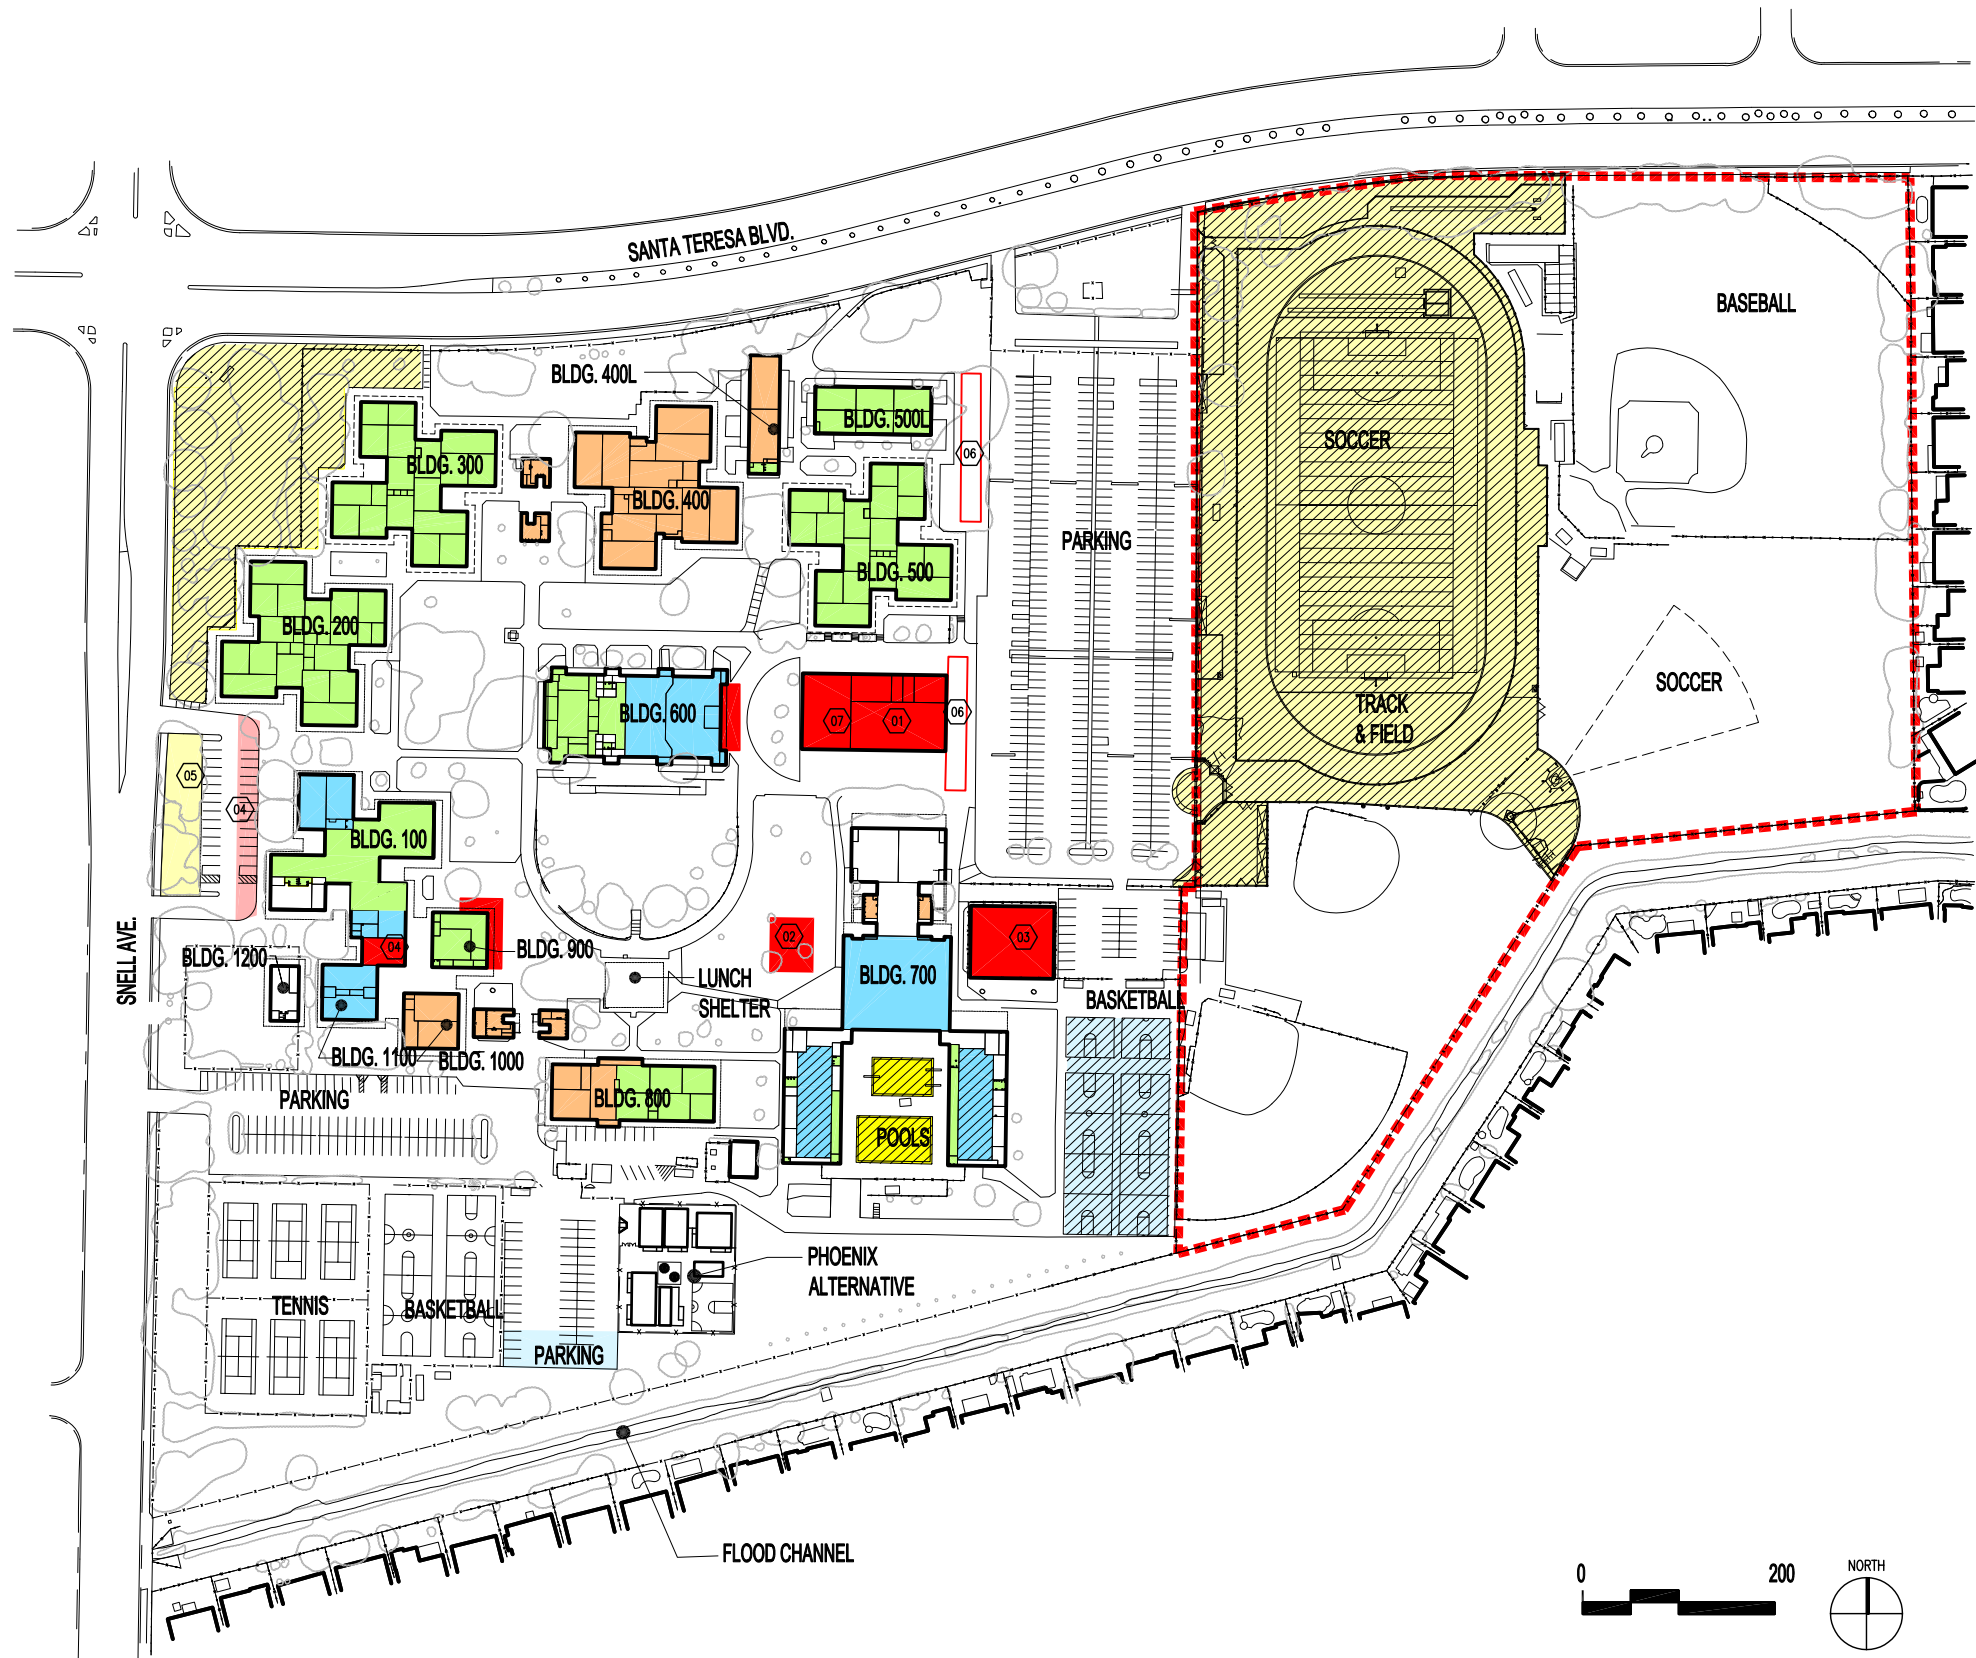 SANTA TERESA BLVD.
BASEBALL
BLDG. 400L
BLDG. 500L
SOCCER
06
BLDG. 300
BLDG. 400
PARKING
BLDG. 500
BLDG. 200
SOCCER
BLDG. 600
07
01
06
TRACK
& FIELD
05
04
BLDG. 100
SNELL AVE.
BLDG. 1200
04
BLDG. 900
02
03
LUNCH
SHELTER
BLDG. 700
BASKETBALL
BLDG. 1100
BLDG. 1000
PARKING
BLDG. 800
POOLS
PHOENIX
ALTERNATIVE
TENNIS
BASKETBALL
PARKING
FLOOD CHANNEL
0
200
NORTH